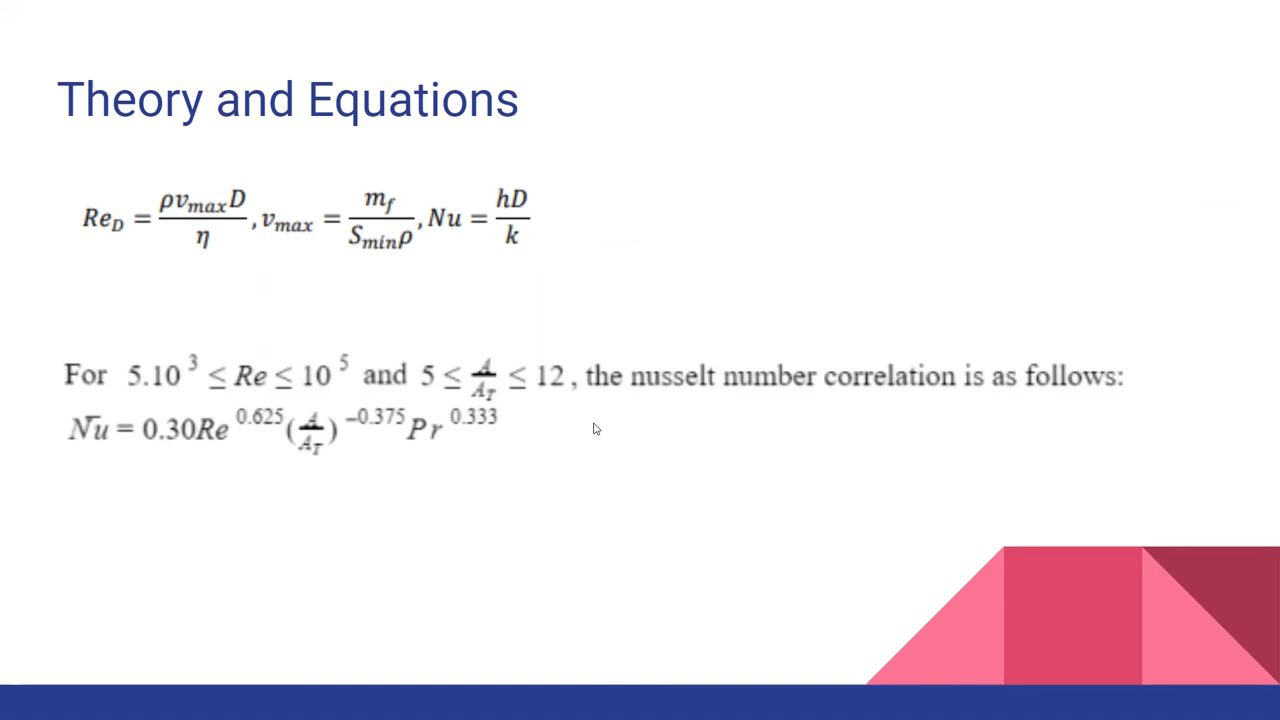 Theory and Equations
Re_D = ρv_max D / η, v_max = m_f / S_min ρ, Nu = hD / k
For 5.10^3 ≤ Re ≤ 10^5 and 5 ≤ A/A_T ≤ 12, the nusselt number correlation is as follows:
N̅u = 0.30Re^0.625 (A/A_T)^−0.375 Pr^0.333